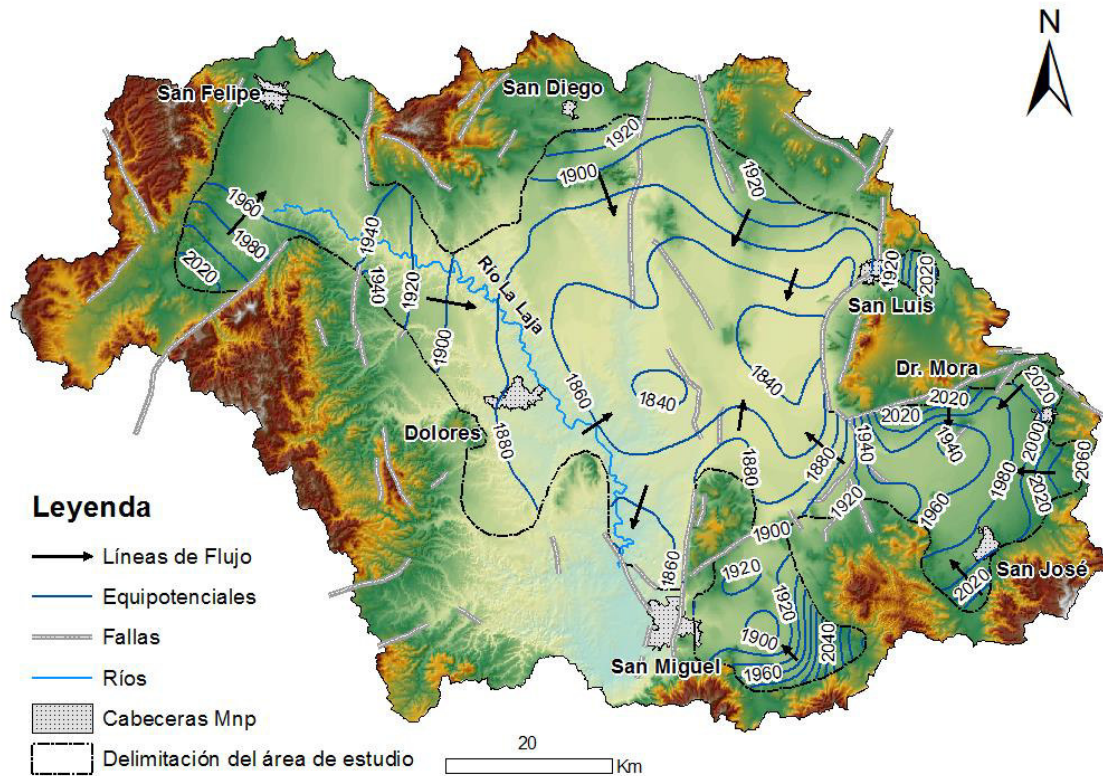 N
San Felipe
San Diego
1920
1900
1920
1960
1980
2020
1940
1940
1920
1900
Río La Laja
1920
2020
San Luis
Dr. Mora
1860
1840
1840
2020
2020
2020
1940
2000
2060
Dolores
1880
1880
1880
1940
1980
1960
2020
1920
1900
San José
2020
1860
1920
1920
2040
1900
San Miguel
1960
Leyenda
Líneas de Flujo
Equipotenciales
Fallas
Ríos
Cabeceras Mnp
Delimitación del área de estudio
20
Km